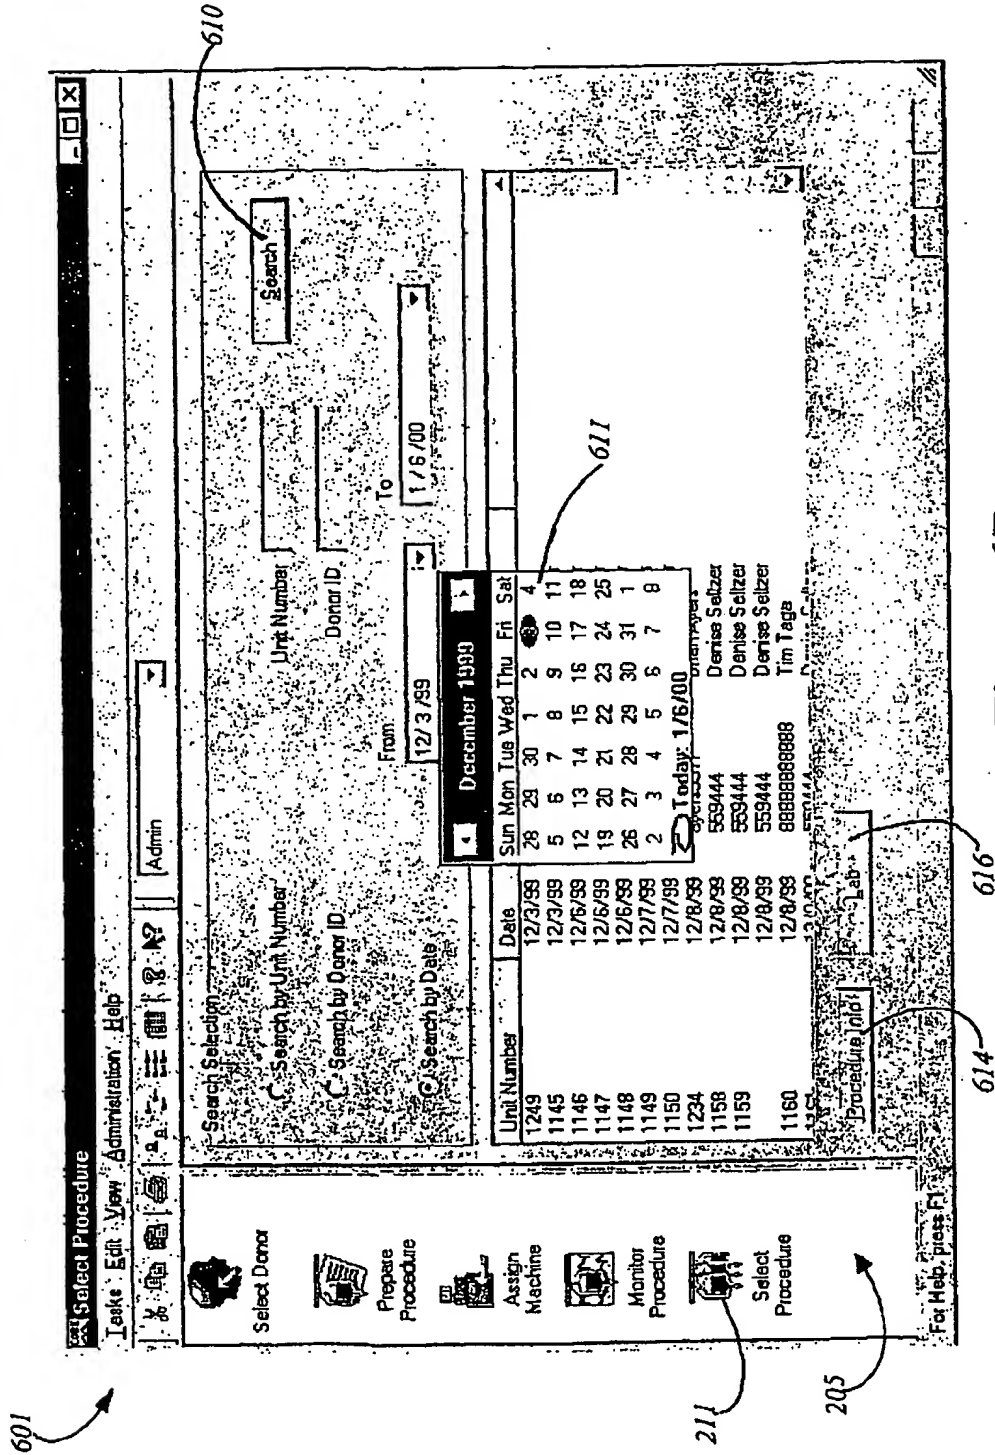 601
Select Procedure
Tasks Edit View Administration Help
Admin
610
Select Donor
Prepare Procedure
Assign Machine
Monitor Procedure
Select Procedure
211
205
Search Selection
Search by Unit Number
Unit Number
Search
Search by Donor ID
Donor ID
From
To
Search by Date
12/3/99
1/6/00
December 1999
Sun Mon Tue Wed Thu Fri Sat
28 29 30 1 2 4
5 6 7 8 9 10 11
12 13 14 15 16 17 18
19 20 21 22 23 24 25
26 27 28 29 30 31 1
2 3 4 5 6 7 8
Today: 1/6/00
611
Unit Number Date
1249 12/3/99
1145 12/3/99
1146 12/6/99
1147 12/6/99
1148 12/6/99
1149 12/7/99
1150 12/7/99
1234 12/8/99
1158 12/8/99 559444 Denise Seltzer
1159 12/8/99 559444 Denise Seltzer
12/8/99 559444 Denise Seltzer
1160 12/8/99 88888888888 Tim Taga
Procedure Info
Lab
614
616
For Help, press F1